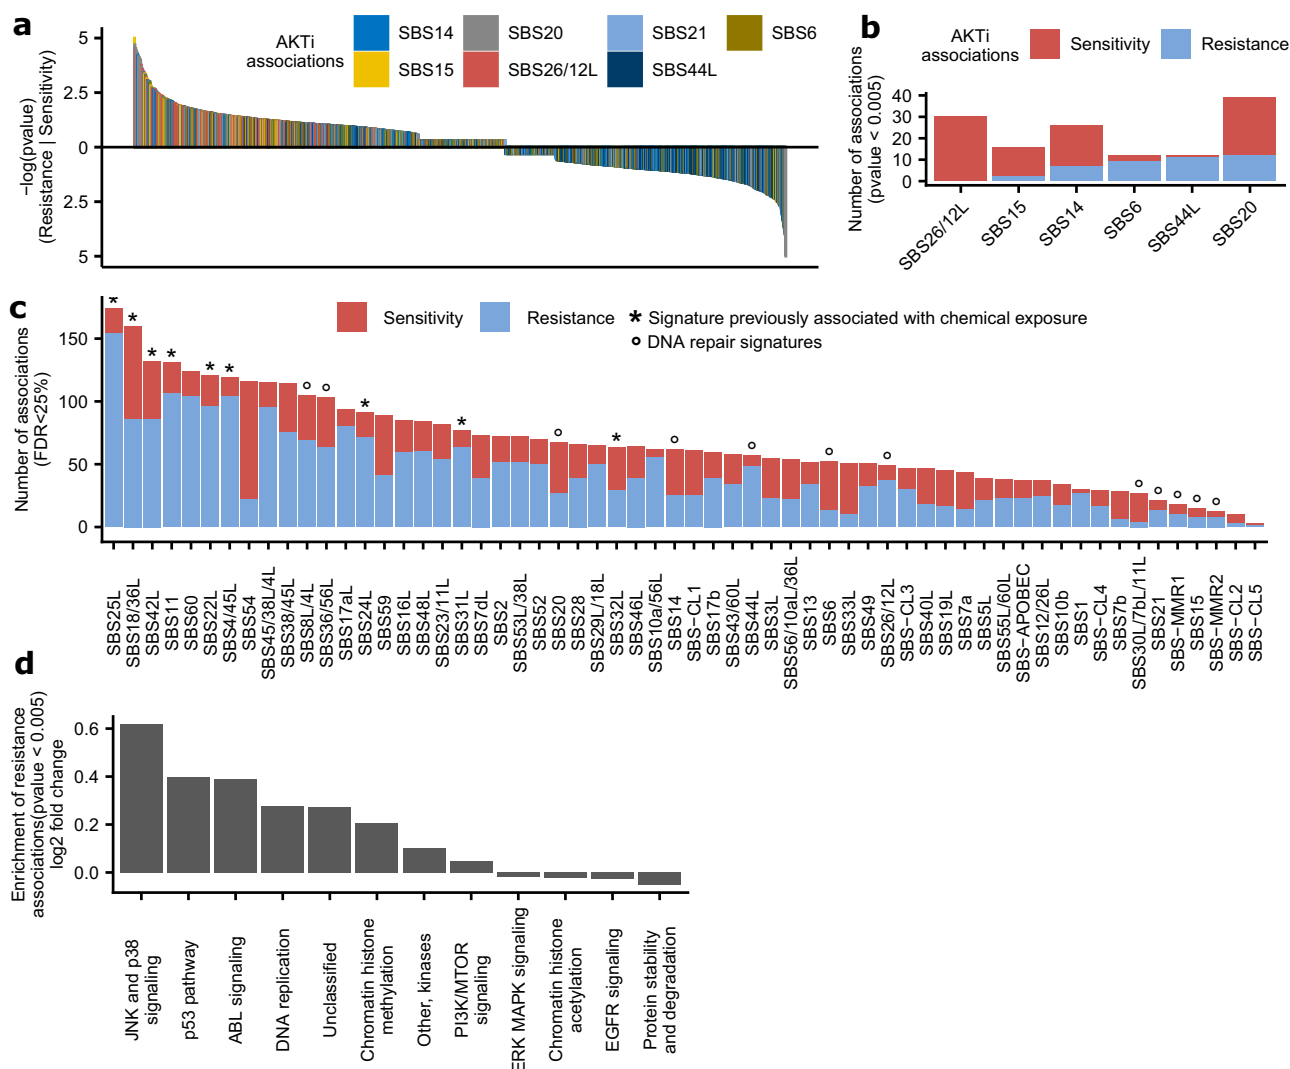 a
AKTi
associations
SBS14
SBS20
SBS21
SBS6
SBS15
SBS26/12L
SBS44L
−log(pvalue)
(Resistance | Sensitivity)
5
2.5
0
2.5
5
b
AKTi
associations
Sensitivity
Resistance
Number of associations
(pvalue < 0.005)
40
30
20
10
0
SBS26/12L
SBS15
SBS14
SBS6
SBS44L
SBS20
c
Sensitivity
Resistance
* Signature previously associated with chemical exposure
° DNA repair signatures
Number of associations
(FDR<25%)
150
100
50
0
SBS25L
SBS18/36L
SBS42L
SBS11
SBS60
SBS22L
SBS4/45L
SBS54
SBS45/38L/4L
SBS38/45L
SBS8L/4L
SBS36/56L
SBS17aL
SBS24L
SBS59
SBS16L
SBS48L
SBS23/11L
SBS31L
SBS7dL
SBS2
SBS53L/38L
SBS52
SBS20
SBS28
SBS29L/18L
SBS32L
SBS46L
SBS10a/56L
SBS14
SBS−CL1
SBS17b
SBS43/60L
SBS44L
SBS3L
SBS56/10aL/36L
SBS13
SBS6
SBS33L
SBS49
SBS26/12L
SBS−CL3
SBS40L
SBS19L
SBS7a
SBS5L
SBS55L/60L
SBS−APOBEC
SBS12/26L
SBS10b
SBS1
SBS−CL4
SBS7b
SBS30L/7bL/11L
SBS21
SBS−MMR1
SBS15
SBS−MMR2
SBS−CL2
SBS−CL5
d
Enrichment of resistance
associations(pvalue < 0.005)
log2 fold change
0.6
0.4
0.2
0.0
JNK and p38
signaling
p53 pathway
ABL signaling
DNA replication
Unclassified
Chromatin histone
methylation
Other, kinases
PI3K/MTOR
signaling
ERK MAPK signaling
Chromatin histone
acetylation
EGFR signaling
Protein stability
and degradation